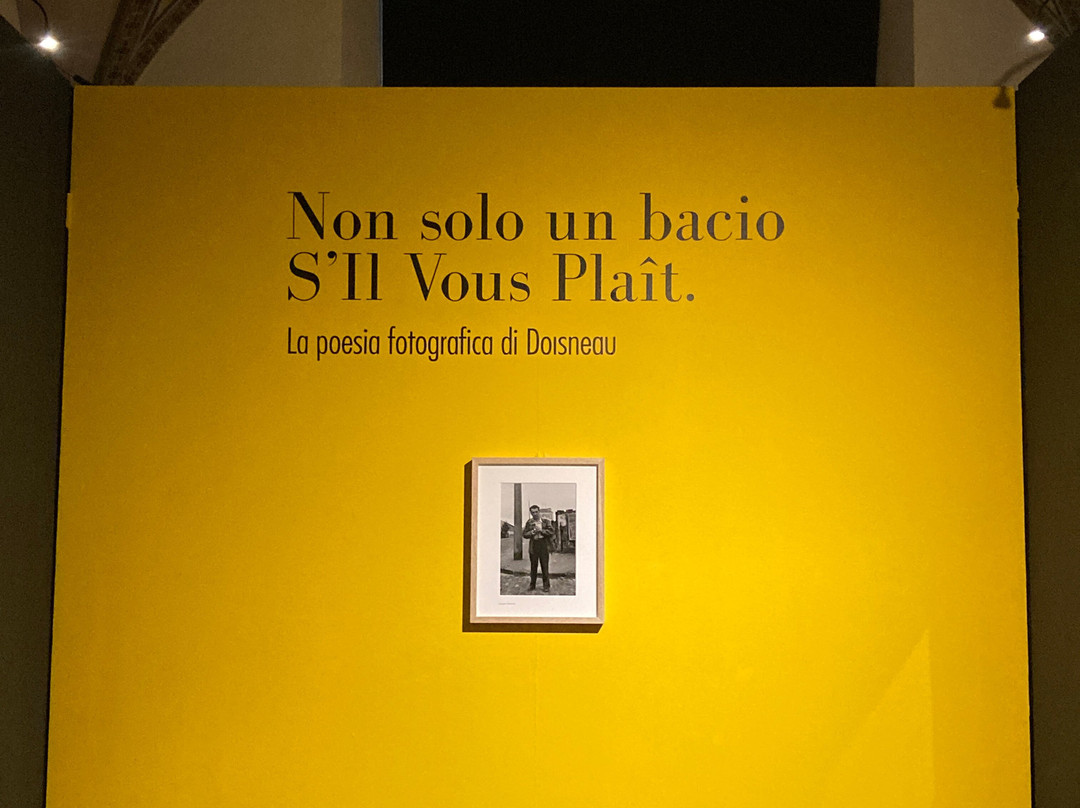 Non solo un bacio
S’Il Vous Plaît.
La poesia fotografica di Doisneau